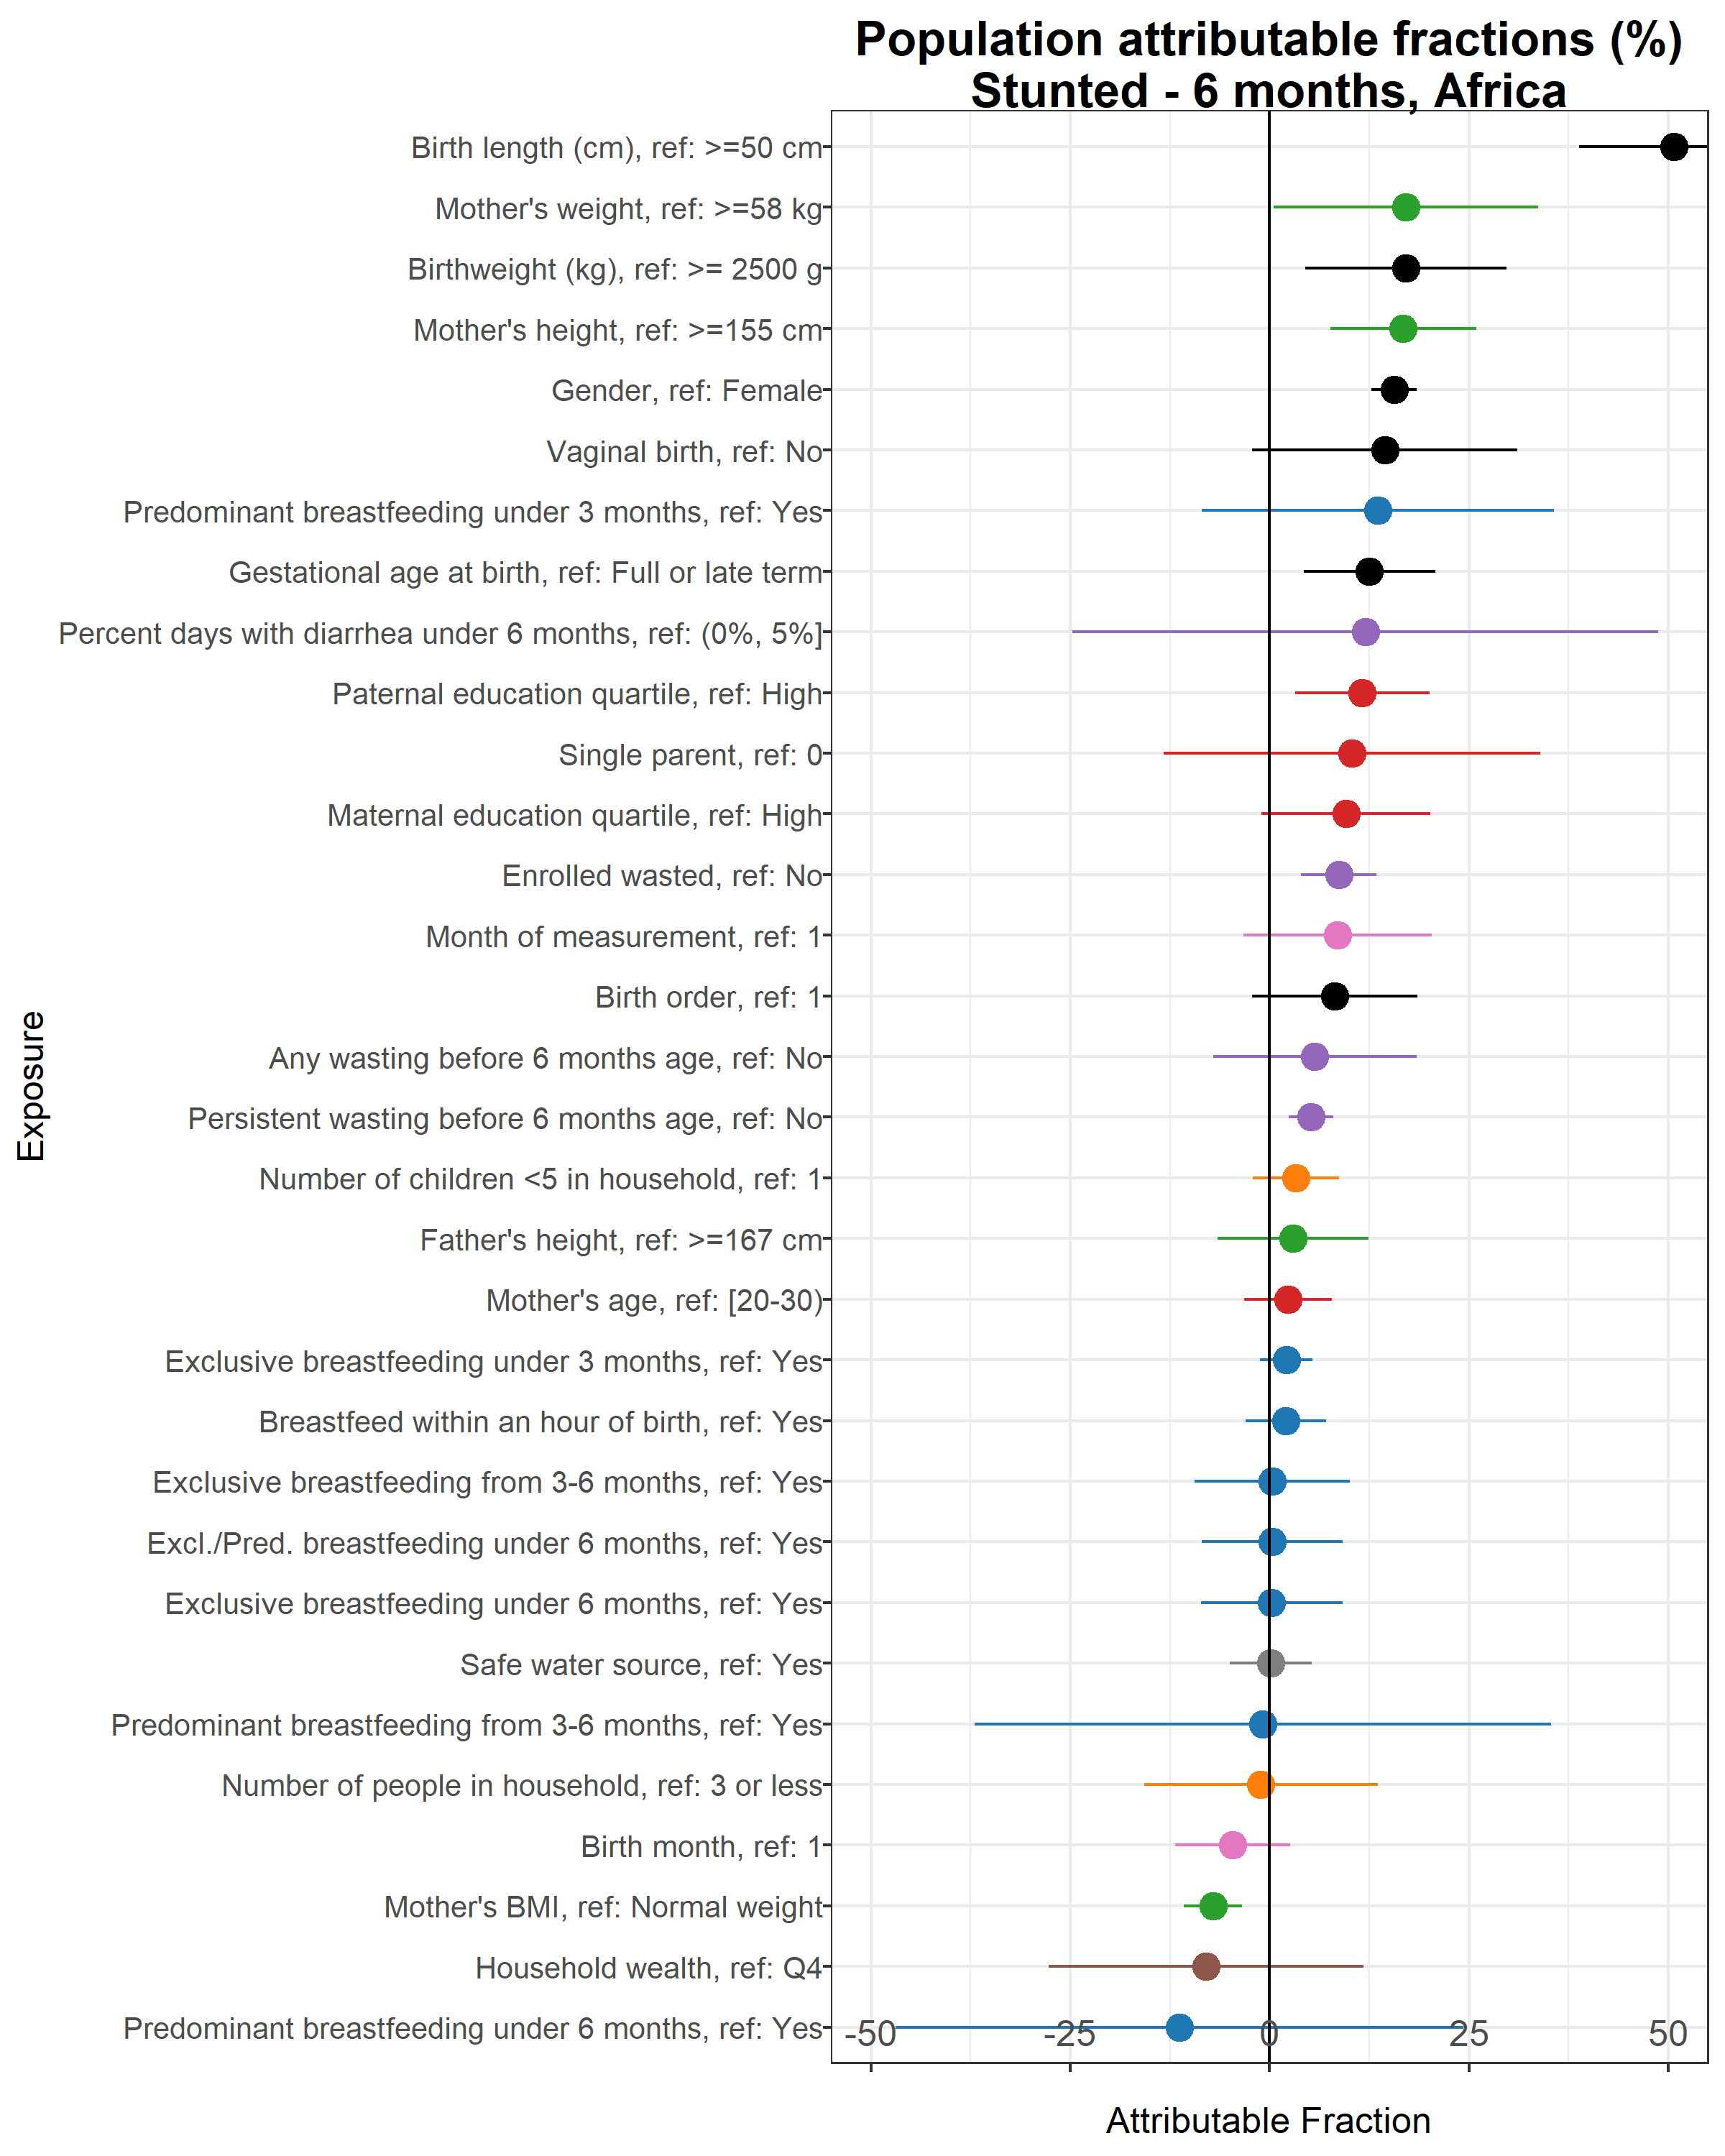 Population attributable fractions (%)
Stunted - 6 months, Africa
Birth length (cm), ref: >=50 cm
Mother's weight, ref: >=58 kg
Birthweight (kg), ref: >= 2500 g
Mother's height, ref: >=155 cm
Gender, ref: Female
Vaginal birth, ref: No
Predominant breastfeeding under 3 months, ref: Yes
Gestational age at birth, ref: Full or late term
Percent days with diarrhea under 6 months, ref: (0%, 5%]
Paternal education quartile, ref: High
Single parent, ref: 0
Maternal education quartile, ref: High
Enrolled wasted, ref: No
Month of measurement, ref: 1
Birth order, ref: 1
Any wasting before 6 months age, ref: No
Persistent wasting before 6 months age, ref: No
Number of children <5 in household, ref: 1
Father's height, ref: >=167 cm
Mother's age, ref: [20-30)
Exclusive breastfeeding under 3 months, ref: Yes
Breastfeed within an hour of birth, ref: Yes
Exclusive breastfeeding from 3-6 months, ref: Yes
Excl./Pred. breastfeeding under 6 months, ref: Yes
Exclusive breastfeeding under 6 months, ref: Yes
Safe water source, ref: Yes
Predominant breastfeeding from 3-6 months, ref: Yes
Number of people in household, ref: 3 or less
Birth month, ref: 1
Mother's BMI, ref: Normal weight
Household wealth, ref: Q4
Predominant breastfeeding under 6 months, ref: Yes
Exposure
-50 -25 0 25 50
Attributable Fraction